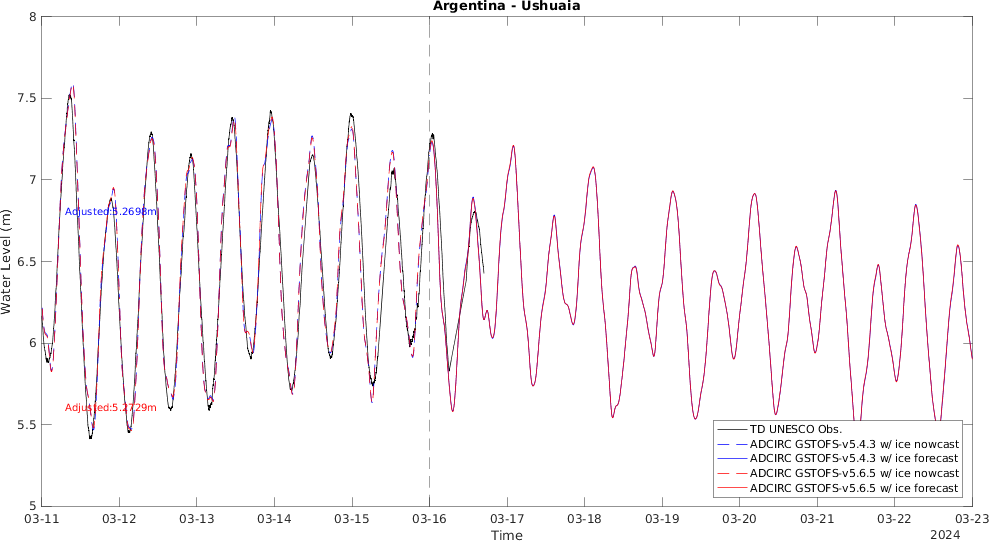 Argentina - Ushuaia
8
7.5
7
6.5
6
5.5
5
Water Level (m)
Adjusted:5.2698m
Adjusted:5.2729m
TD UNESCO Obs.
ADCIRC GSTOFS-v5.4.3 w/ ice nowcast
ADCIRC GSTOFS-v5.4.3 w/ ice forecast
ADCIRC GSTOFS-v5.6.5 w/ ice nowcast
ADCIRC GSTOFS-v5.6.5 w/ ice forecast
03-11 03-12 03-13 03-14 03-15 03-16 03-17 03-18 03-19 03-20 03-21 03-22 03-23
Time
2024